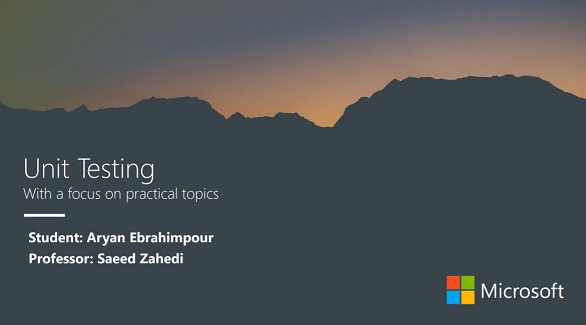 Unit Testing
With a focus on practical topics
Student: Aryan Ebrahimpour
Professor: Saeed Zahedi
Microsoft